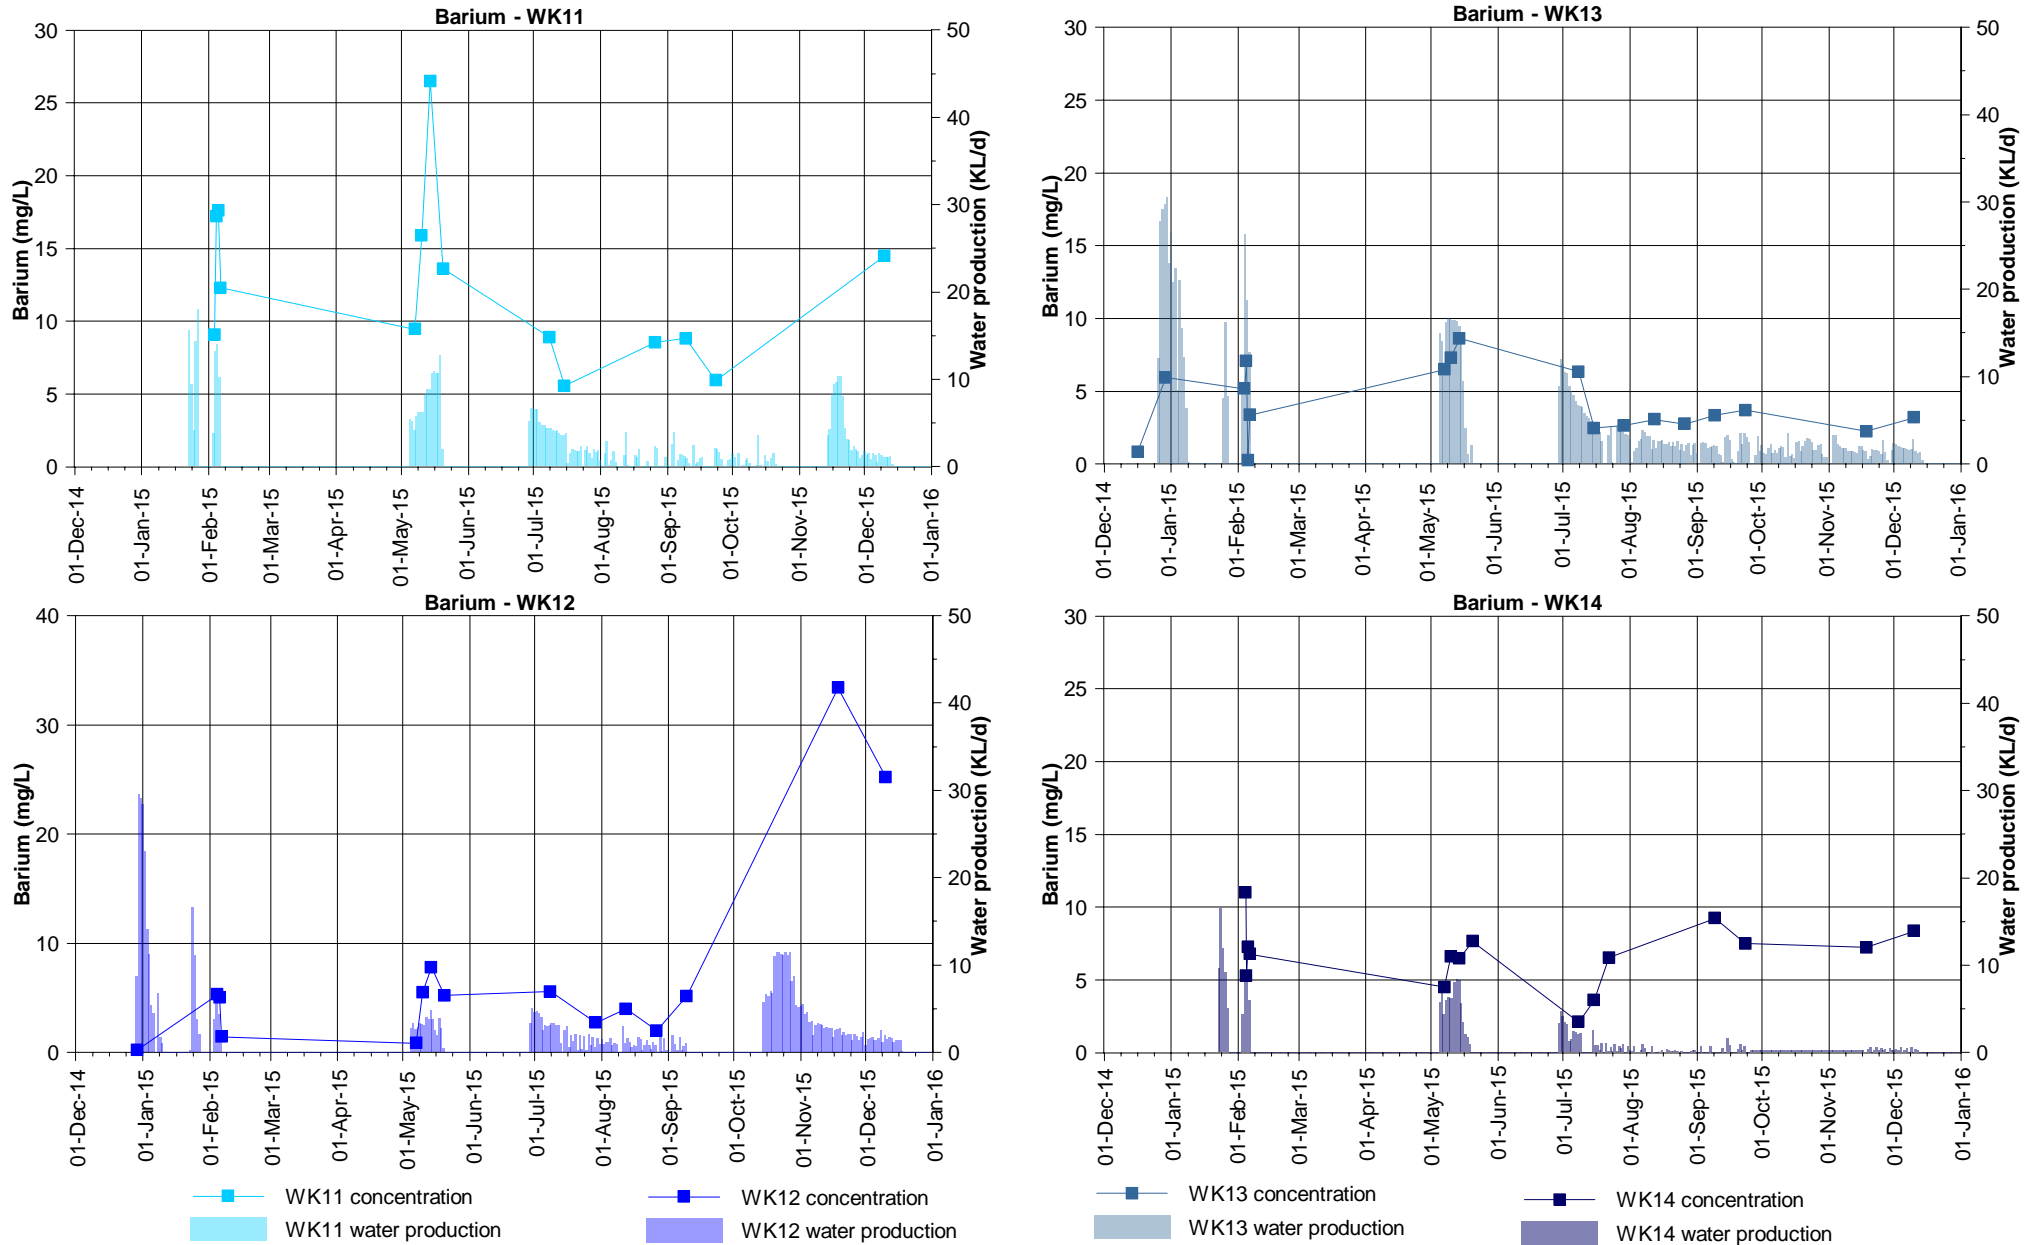 Barium - WK11
30
25
20
15
10
5
0
50
40
30
20
10
0
Barium (mg/L)
Water production (KL/d)
01-Dec-14
01-Jan-15
01-Feb-15
01-Mar-15
01-Apr-15
01-May-15
01-Jun-15
01-Jul-15
01-Aug-15
01-Sep-15
01-Oct-15
01-Nov-15
01-Dec-15
01-Jan-16
Barium - WK13
30
25
20
15
10
5
0
50
40
30
20
10
0
Barium (mg/L)
Water production (KL/d)
01-Dec-14
01-Jan-15
01-Feb-15
01-Mar-15
01-Apr-15
01-May-15
01-Jun-15
01-Jul-15
01-Aug-15
01-Sep-15
01-Oct-15
01-Nov-15
01-Dec-15
01-Jan-16
Barium - WK12
40
30
20
10
0
50
40
30
20
10
0
Barium (mg/L)
Water production (KL/d)
01-Dec-14
01-Jan-15
01-Feb-15
01-Mar-15
01-Apr-15
01-May-15
01-Jun-15
01-Jul-15
01-Aug-15
01-Sep-15
01-Oct-15
01-Nov-15
01-Dec-15
01-Jan-16
Barium - WK14
30
25
20
15
10
5
0
50
40
30
20
10
0
Barium (mg/L)
Water production (KL/d)
01-Dec-14
01-Jan-15
01-Feb-15
01-Mar-15
01-Apr-15
01-May-15
01-Jun-15
01-Jul-15
01-Aug-15
01-Sep-15
01-Oct-15
01-Nov-15
01-Dec-15
01-Jan-16
WK11 concentration
WK11 water production
WK12 concentration
WK12 water production
WK13 concentration
WK13 water production
WK14 concentration
WK14 water production